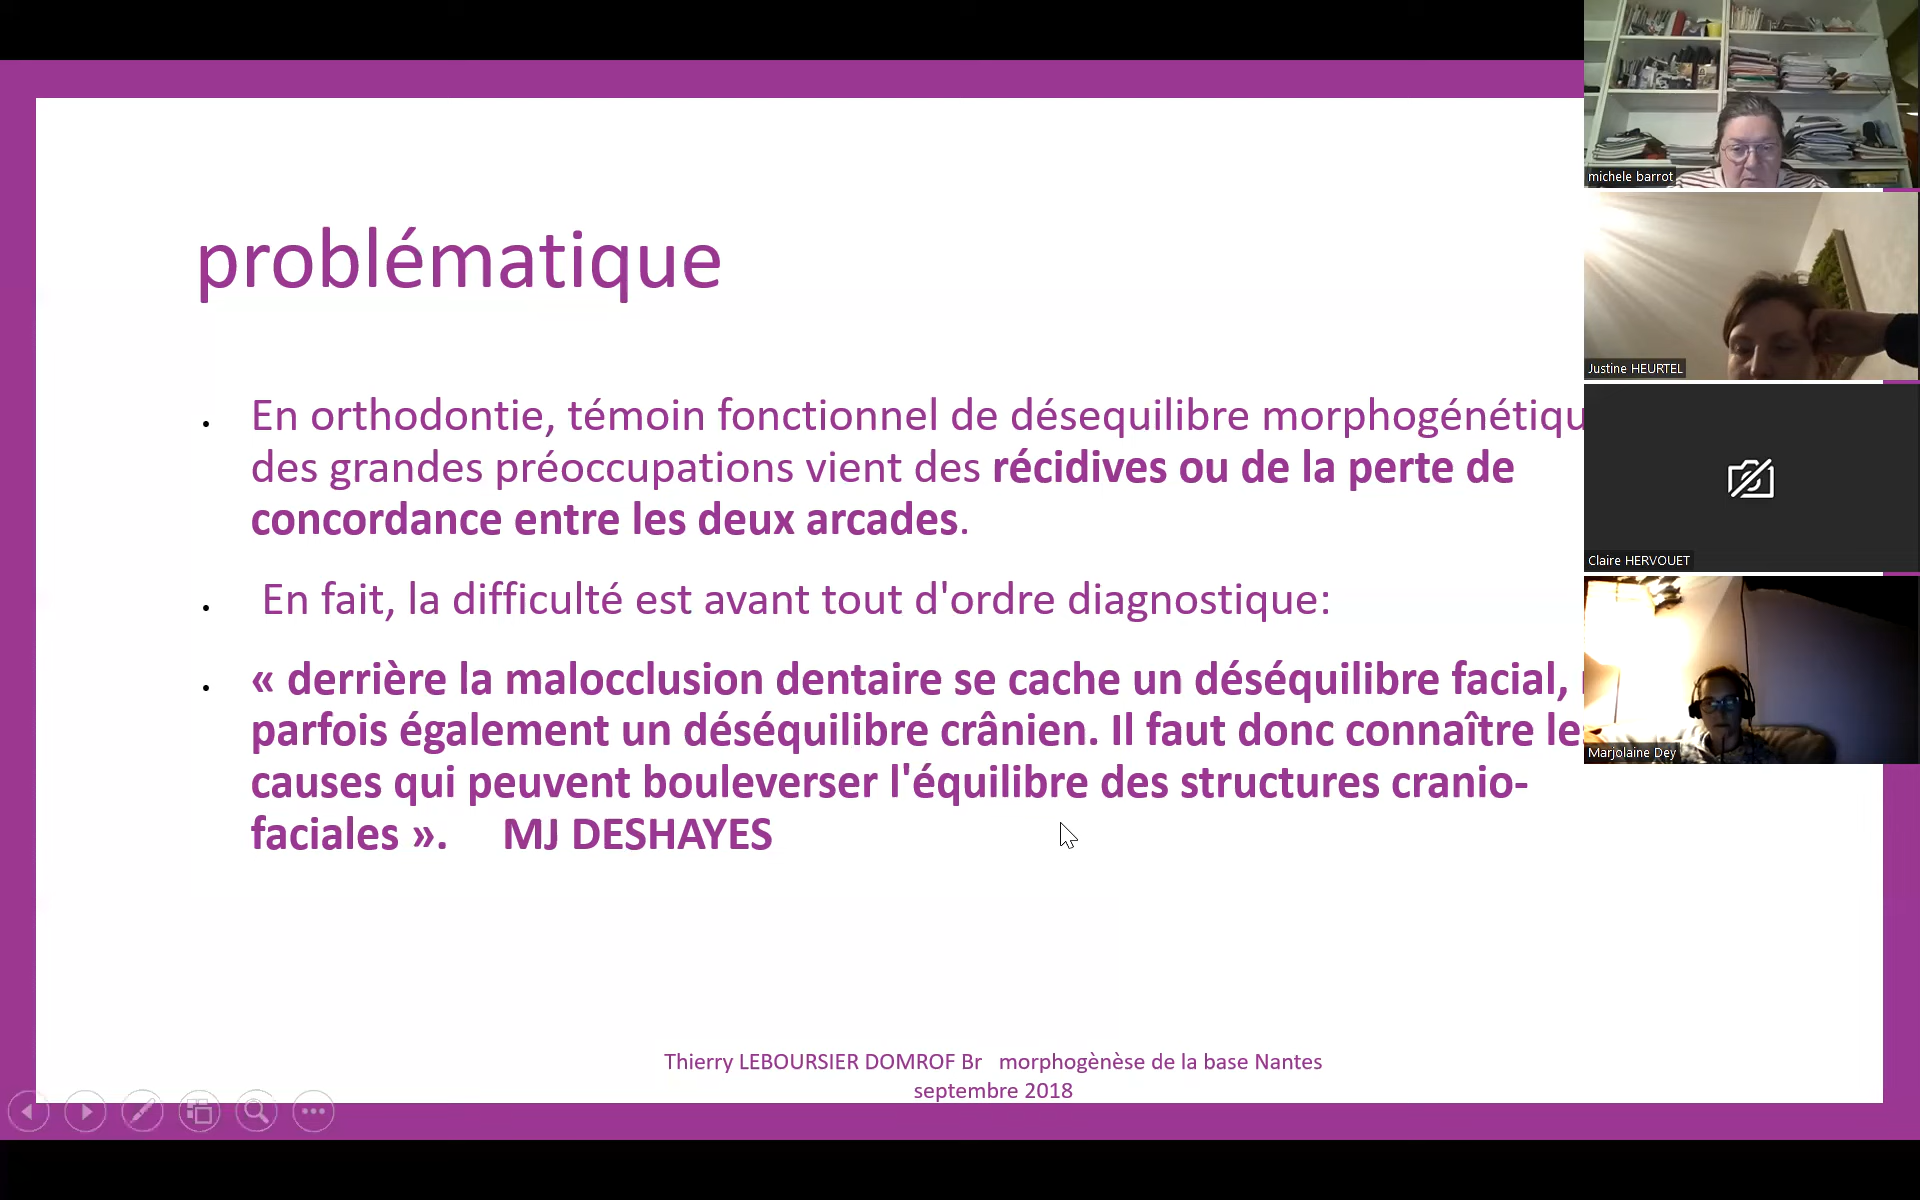 problématique
En orthodontie, témoin fonctionnel de désequilibre morphogénétiqu
des grandes préoccupations vient des récidives ou de la perte de
concordance entre les deux arcades.
En fait, la difficulté est avant tout d'ordre diagnostique:
« derrière la malocclusion dentaire se cache un déséquilibre facial,
parfois également un déséquilibre crânien. Il faut donc connaître le
causes qui peuvent bouleverser l'équilibre des structures cranio-
faciales ». MJ DESHAYES
Thierry LEBOURSIER DOMROF Br morphogènèse de la base Nantes
septembre 2018
michele barrot
Justine HEURTEL
Claire HERVOUET
Marjolaine Dey